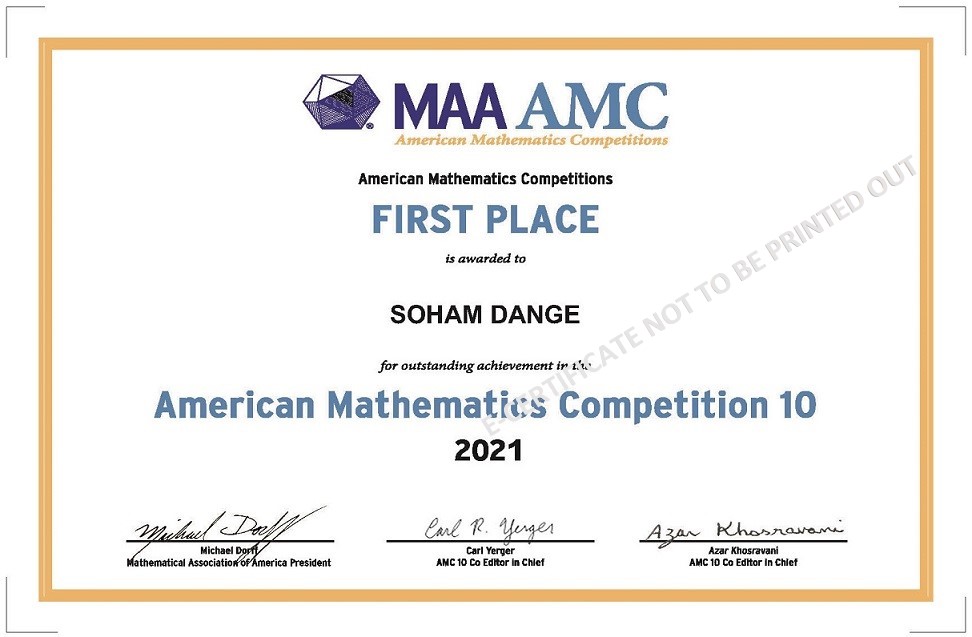 MAA AMC
American Mathematics Competitions
American Mathematics Competitions
FIRST PLACE
is awarded to
SOHAM DANGE
for outstanding achievement in the
American Mathematics Competition 10
2021
E-CERTIFICATE NOT TO BE PRINTED OUT
Michael Dorff Carl R. Yerger Azar Khosravani
Michael Dorff Carl Yerger Azar Khosravani
Mathematical Association of America President AMC 10 Co Editor in Chief AMC 10 Co Editor in Chief